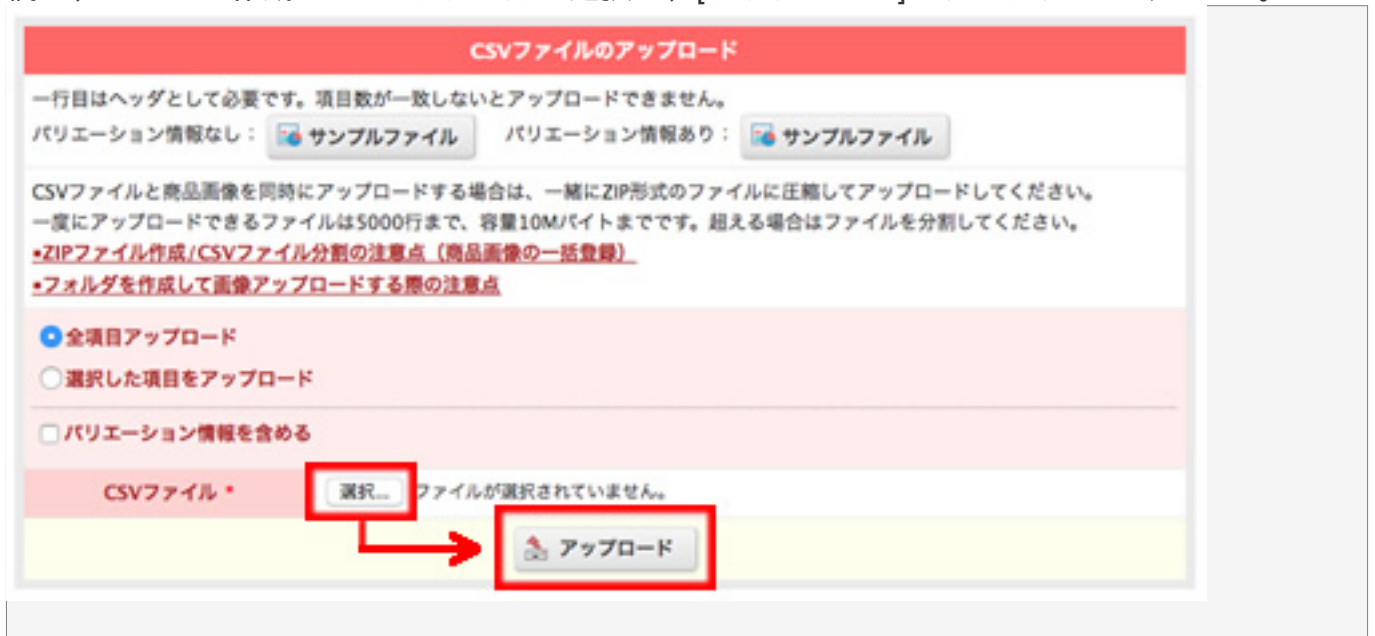 CSVファイルのアップロード
一行目はヘッダとして必要です。項目数が一致しないとアップロードできません。
バリエーション情報なし： サンプルファイル バリエーション情報あり： サンプルファイル
CSVファイルと商品画像を同時にアップロードする場合は、一緒にZIP形式のファイルに圧縮してアップロードしてください。
一度にアップロードできるファイルは5000行まで、容量10Mバイトまでです。超える場合はファイルを分割してください。
•ZIPファイル作成/CSVファイル分割の注意点（商品画像の一括登録）
•フォルダを作成して画像アップロードする際の注意点
全項目アップロード
選択した項目をアップロード
バリエーション情報を含める
CSVファイル * 選択... ファイルが選択されていません。
アップロード